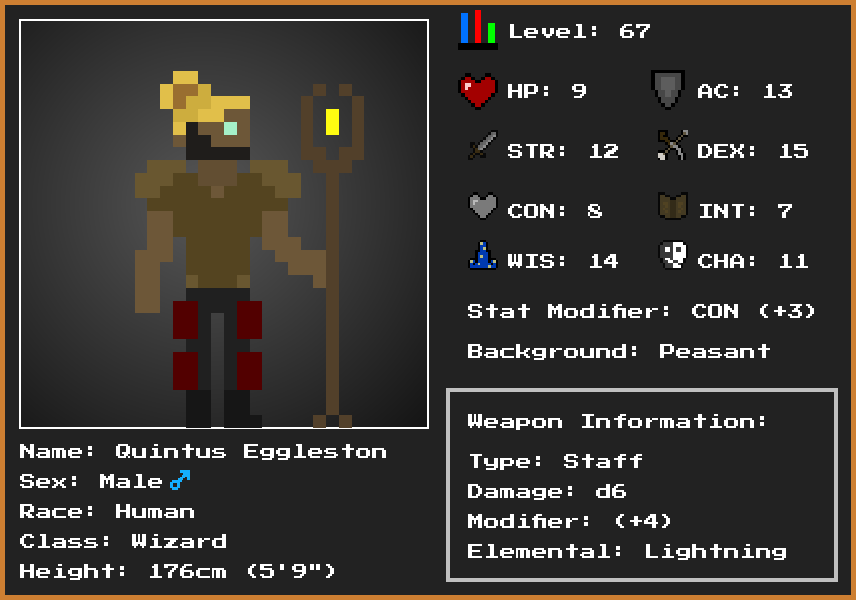 Level: 67
HP: 9
AC: 13
STR: 12
DEX: 15
CON: 8
INT: 7
WIS: 14
CHA: 11
Stat Modifier: CON (+3)
Background: Peasant
Name: Quintus Eggleston
Sex: Male♂
Race: Human
Class: Wizard
Height: 176cm (5'9")
Weapon Information:
Type: Staff
Damage: d6
Modifier: (+4)
Elemental: Lightning